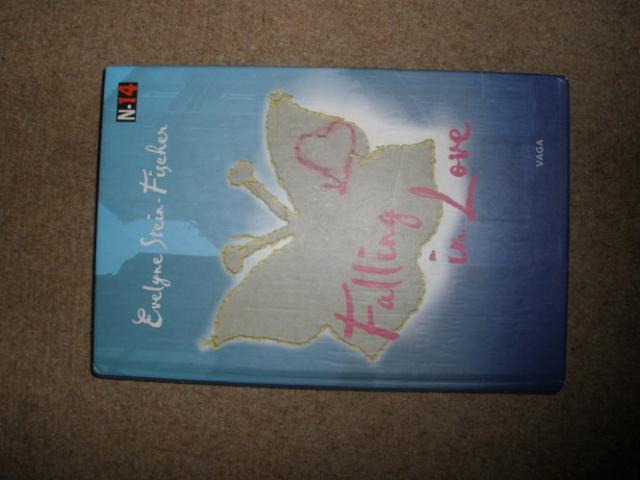 N-14
Evelyne Stein-Fischer
Falling
in Love
VAGA